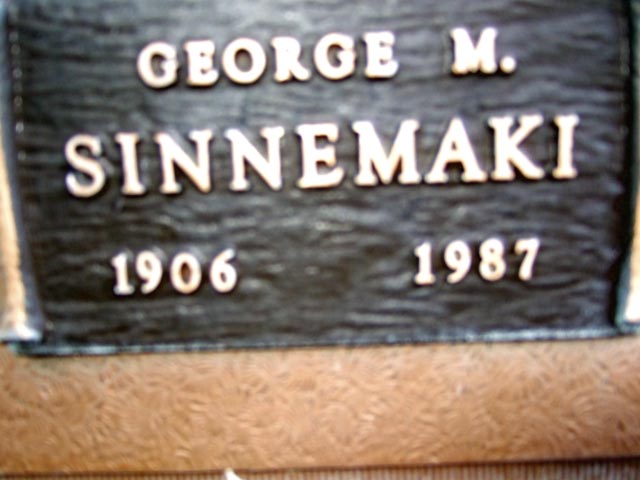 GEORGE M.
SINNEMAKI
1906 1987